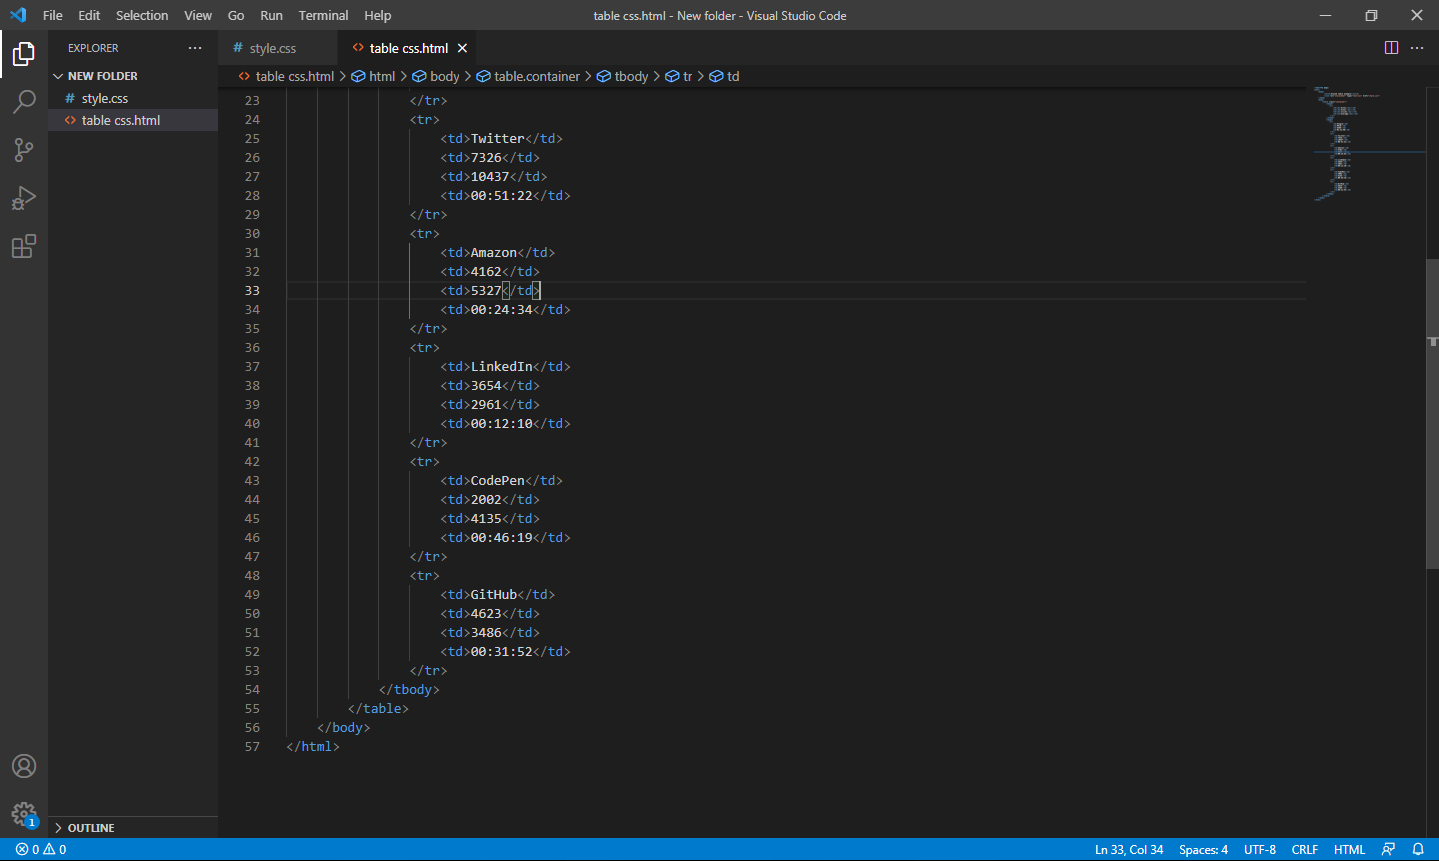 File Edit Selection View Go Run Terminal Help table css.html - New folder - Visual Studio Code
EXPLORER
NEW FOLDER
# style.css
<> table css.html
# style.css <> table css.html
<> table css.html > html > body > table.container > tbody > tr > td
23 </tr>
24 <tr>
25 <td>Twitter</td>
26 <td>7326</td>
27 <td>10437</td>
28 <td>00:51:22</td>
29 </tr>
30 <tr>
31 <td>Amazon</td>
32 <td>4162</td>
33 <td>5327</td>
34 <td>00:24:34</td>
35 </tr>
36 <tr>
37 <td>LinkedIn</td>
38 <td>3654</td>
39 <td>2961</td>
40 <td>00:12:10</td>
41 </tr>
42 <tr>
43 <td>CodePen</td>
44 <td>2002</td>
45 <td>4135</td>
46 <td>00:46:19</td>
47 </tr>
48 <tr>
49 <td>GitHub</td>
50 <td>4623</td>
51 <td>3486</td>
52 <td>00:31:52</td>
53 </tr>
54 </tbody>
55 </table>
56 </body>
57 </html>
1
OUTLINE
0 0 Ln 33, Col 34 Spaces: 4 UTF-8 CRLF HTML